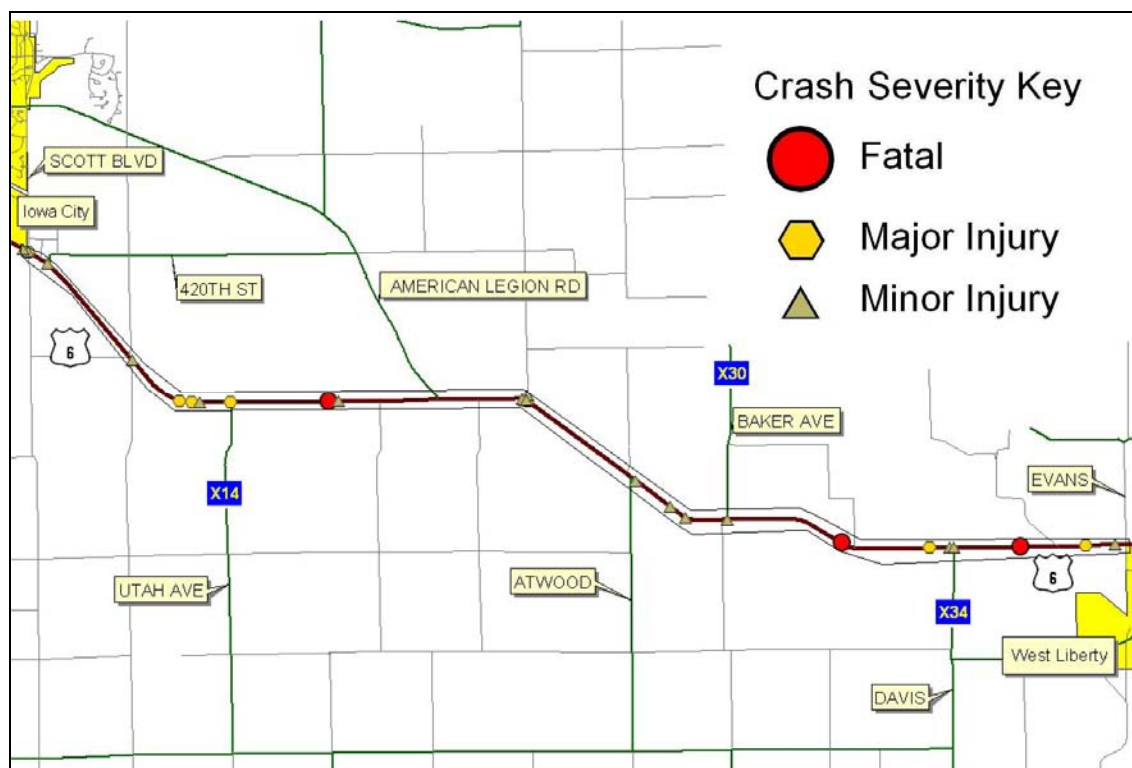 Crash Severity Key
Fatal
Major Injury
Minor Injury
SCOTT BLVD
Iowa City
420TH ST
AMERICAN LEGION RD
6
X30
BAKER AVE
EVANS
X14
UTAH AVE
ATWOOD
6
X34
West Liberty
DAVIS